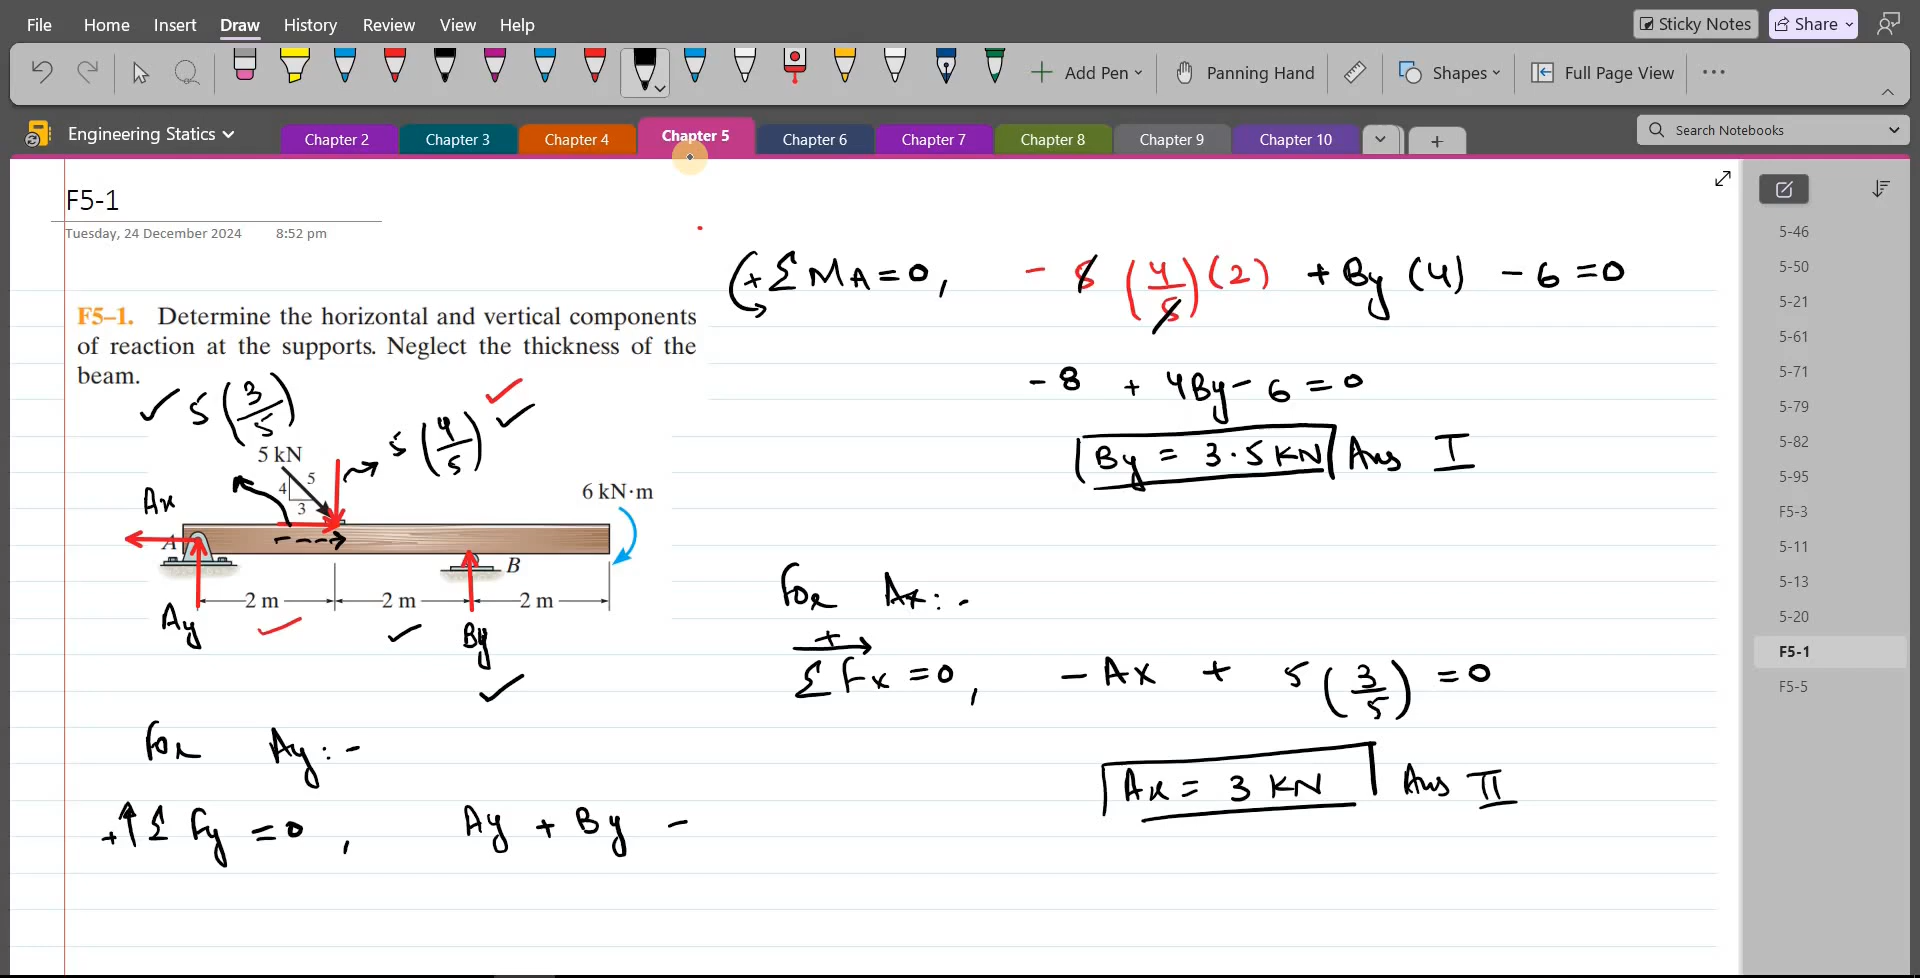 File Home Insert Draw History Review View Help
Sticky Notes Share
Add Pen Panning Hand Shapes Full Page View
Engineering Statics Chapter 2 Chapter 3 Chapter 4 Chapter 5 Chapter 6 Chapter 7 Chapter 8 Chapter 9 Chapter 10 + Search Notebooks
F5-1
Tuesday, 24 December 2024 8:52 pm
F5–1. Determine the horizontal and vertical components
of reaction at the supports. Neglect the thickness of the
beam.
5 (3/5)
5 (4/5)
5 kN
5
4
3
6 kN·m
Ax
A
B
2 m 2 m 2 m
Ay
By
+ΣMA=0, - 5 (4/5)(2) +By (4) - 6 =0
-8 + 4By- 6 =0
By = 3.5 KN Ans I
For Ax:-
+
ΣFx =0, - Ax + 5 (3/5) =0
Ax = 3 KN Ans II
For Ay:-
+↑ΣFy =0, Ay + By -
5-46
5-50
5-21
5-61
5-71
5-79
5-82
5-95
F5-3
5-11
5-13
5-20
F5-1
F5-5